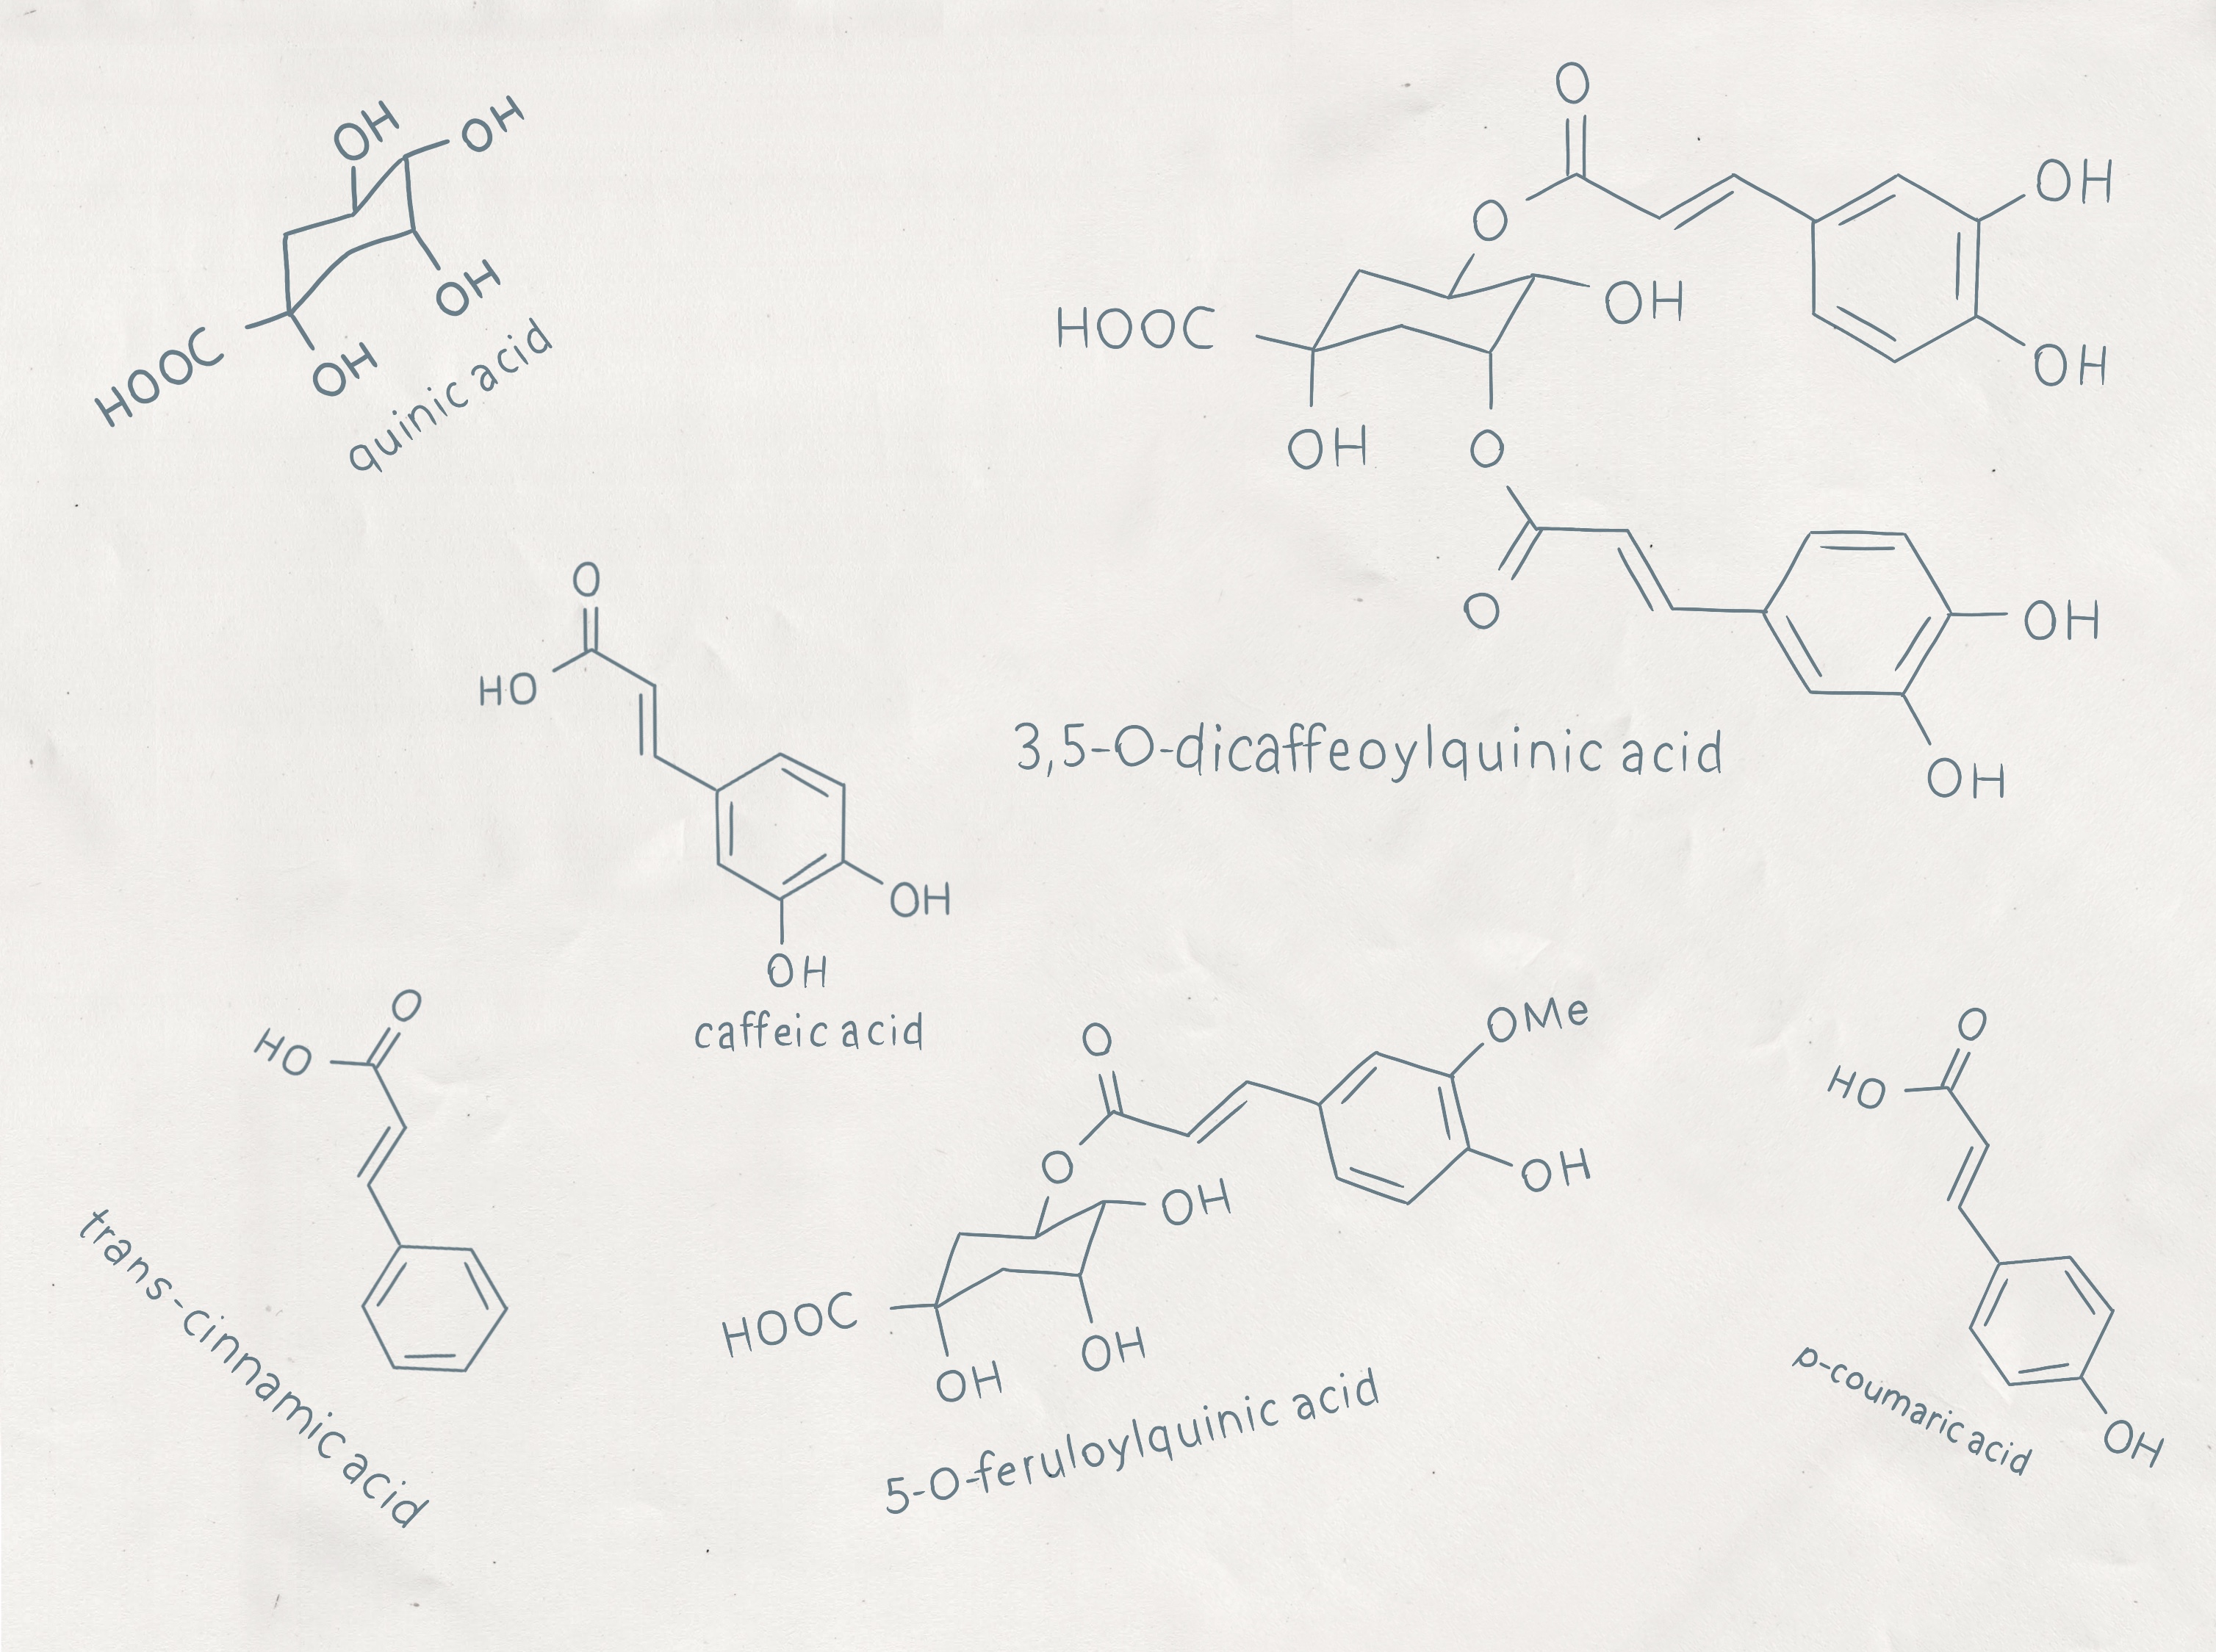 OH
OH
OH
HOOC
OH
quinic acid
O
O
OH
OH
HOOC
OH
OH
O
O
OH
OH
3,5-O-dicaffeoylquinic acid
O
HO
OH
OH
caffeic acid
O
HO
trans-cinnamic acid
O
O
OMe
OH
OH
HOOC
OH
OH
5-O-feruloylquinic acid
O
HO
OH
p-coumaric acid